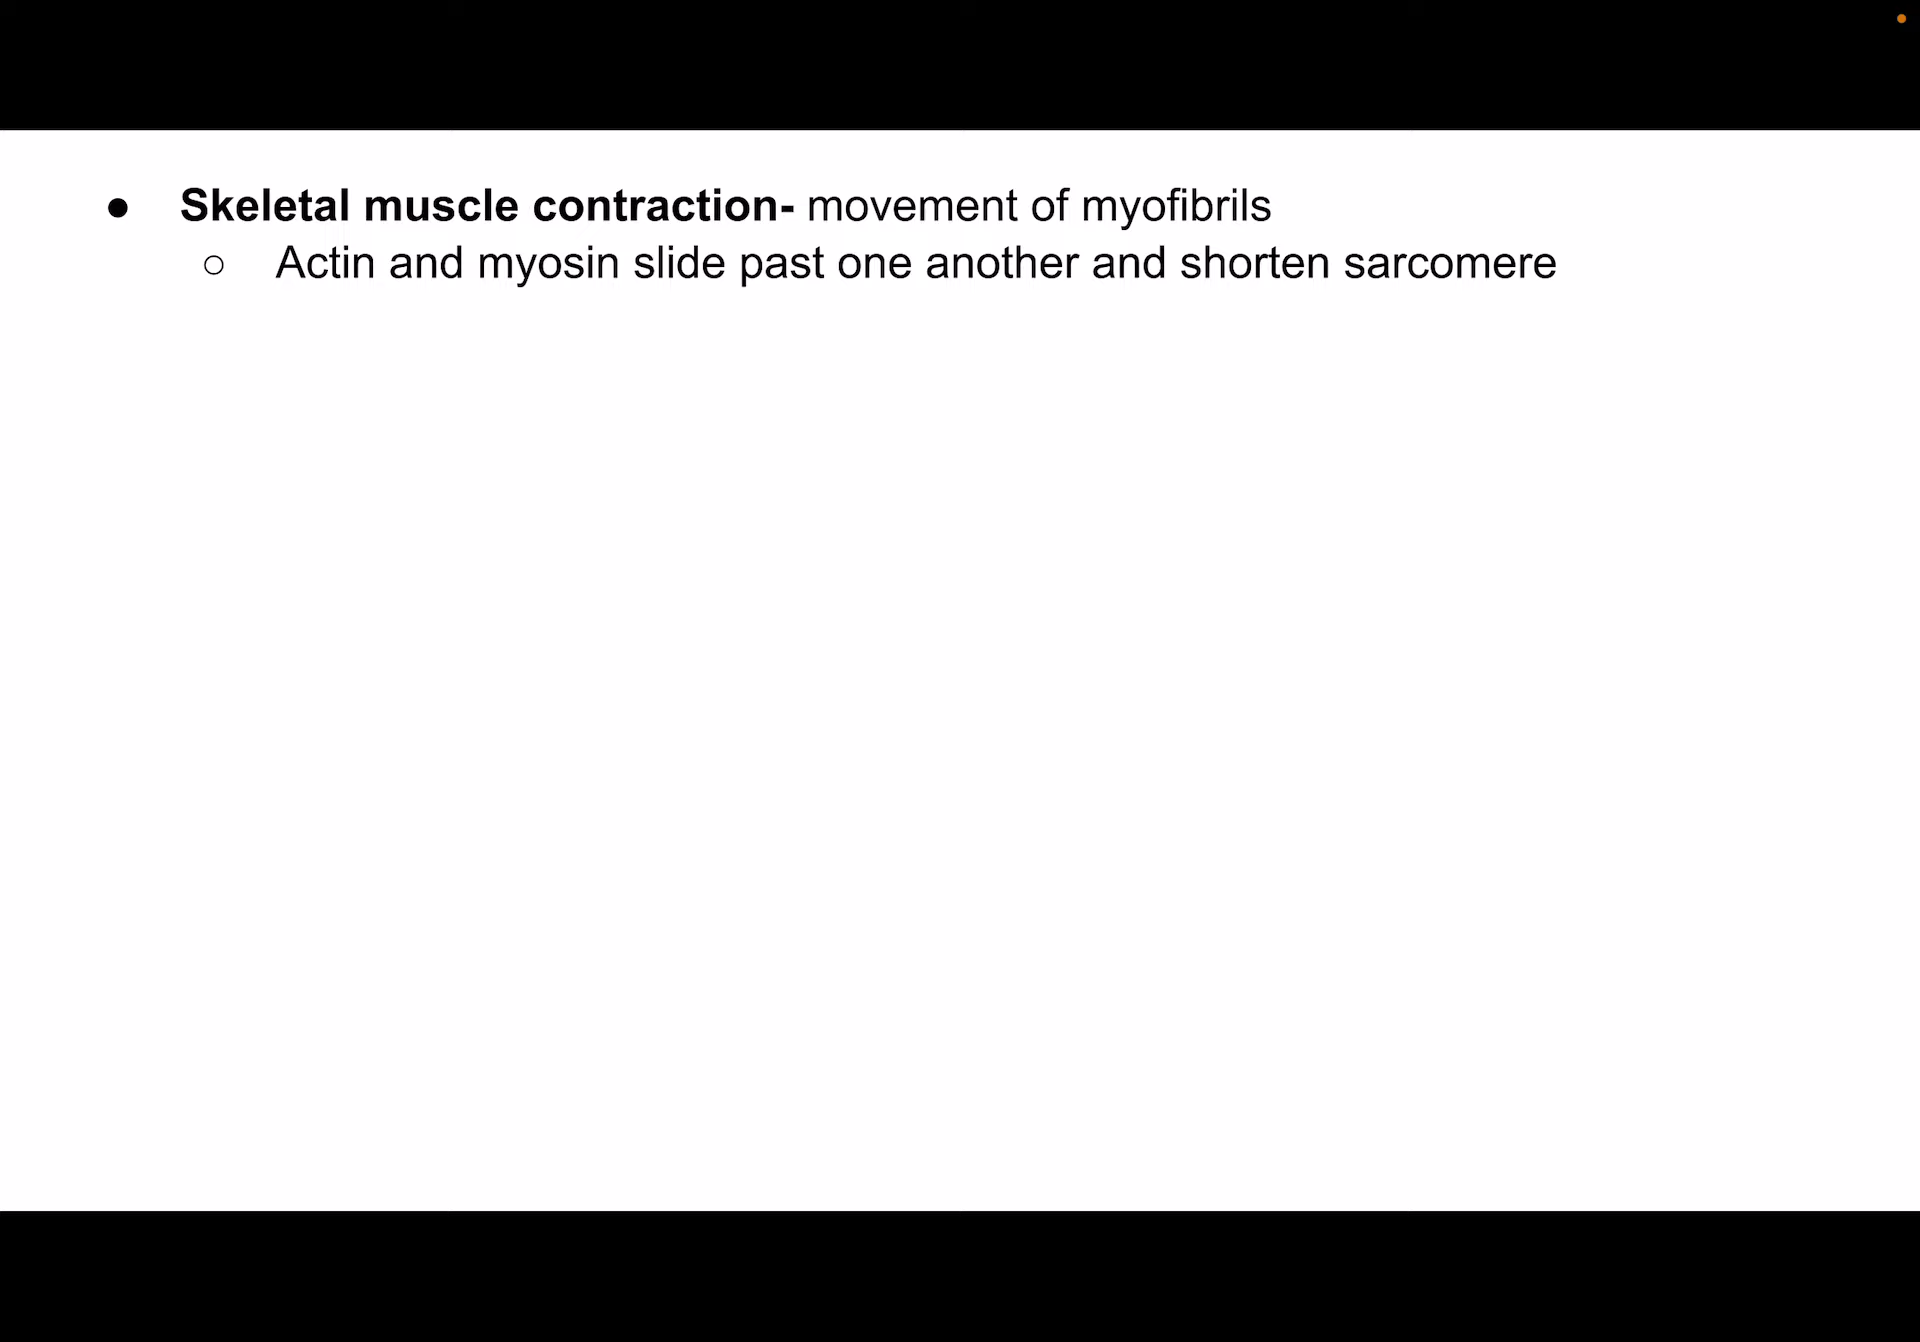 ● Skeletal muscle contraction- movement of myofibrils
○ Actin and myosin slide past one another and shorten sarcomere